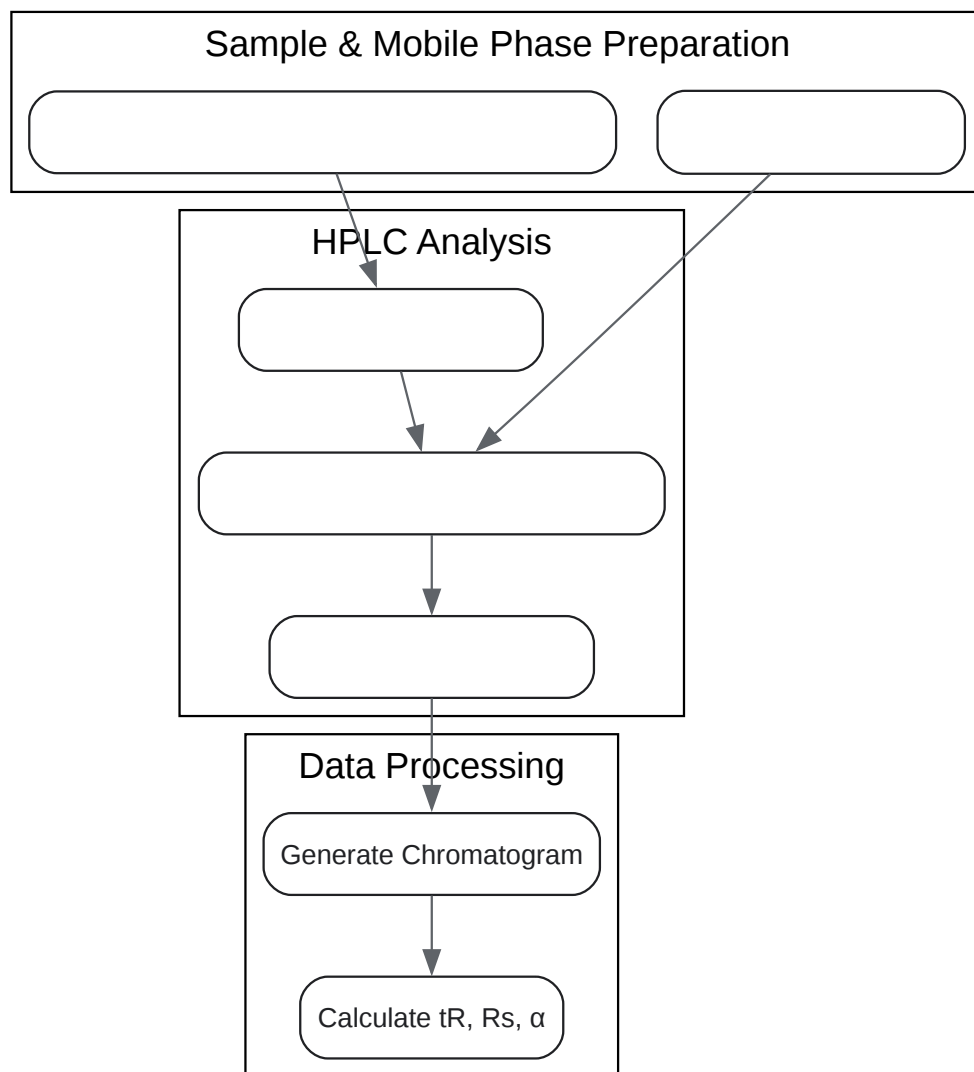 Sample & Mobile Phase Preparation
HPLC Analysis
Data Processing
Generate Chromatogram
Calculate tR, Rs, α